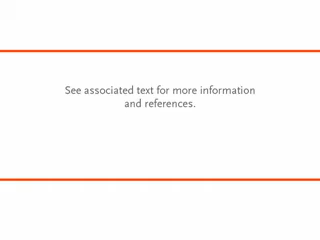 See associated text for more information
and references.